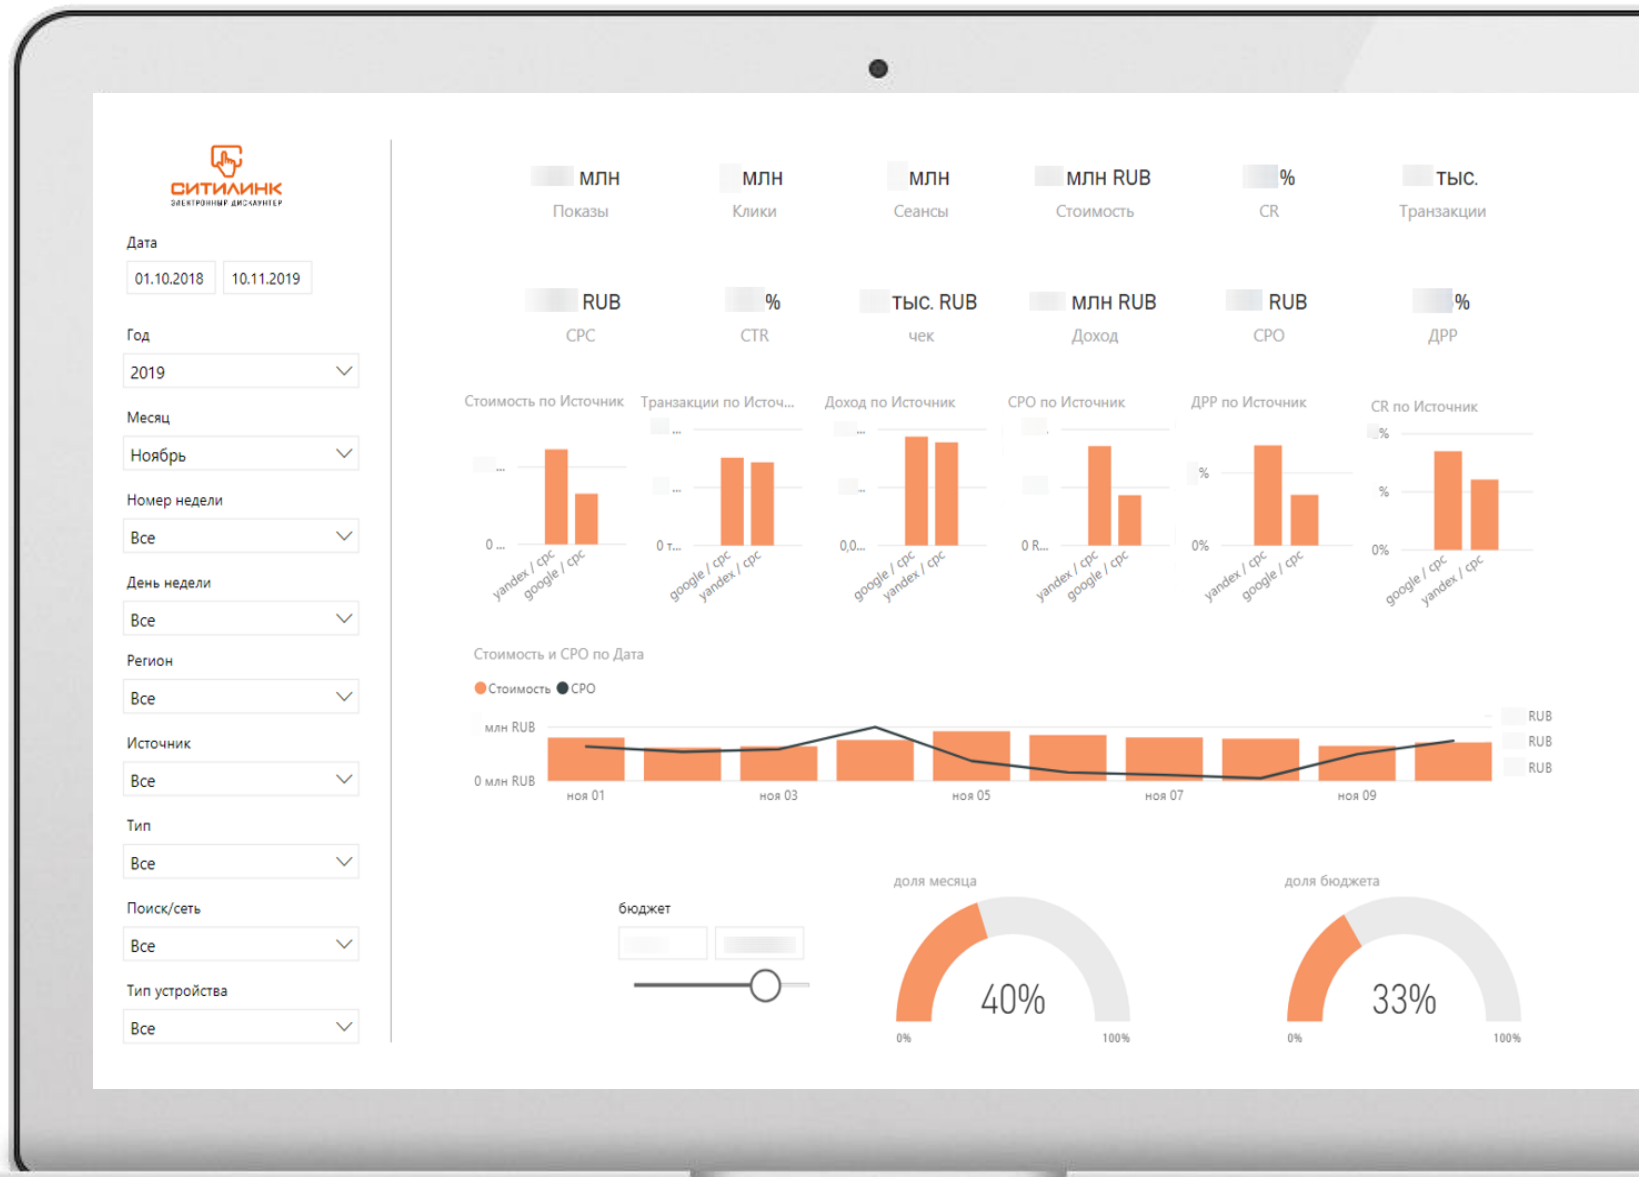 СИТИЛИНК
ЭЛЕКТРОННЫЙ ДИСКАУНТЕР
Дата
01.10.2018 10.11.2019
Год
2019
Месяц
Ноябрь
Номер недели
Все
День недели
Все
Регион
Все
Источник
Все
Тип
Все
Поиск/сеть
Все
Тип устройства
Все
млн млн млн млн RUB % тыс.
Показы Клики Сеансы Стоимость CR Транзакции
RUB % тыс. RUB млн RUB RUB %
CPC CTR чек Доход CPO ДРР
Стоимость по Источник
...
0 ...
yandex / cpc
google / cpc
Транзакции по Источ...
...
...
0 т...
google / cpc
yandex / cpc
Доход по Источник
...
...
0,0...
google / cpc
yandex / cpc
CPO по Источник
0 R...
yandex / cpc
google / cpc
ДРР по Источник
%
0%
yandex / cpc
google / cpc
CR по Источник
%
%
0%
google / cpc
yandex / cpc
Стоимость и CPO по Дата
Стоимость CPO
млн RUB
0 млн RUB
RUB
RUB
RUB
ноя 01 ноя 03 ноя 05 ноя 07 ноя 09
бюджет
доля месяца
40%
0% 100%
доля бюджета
33%
0% 100%